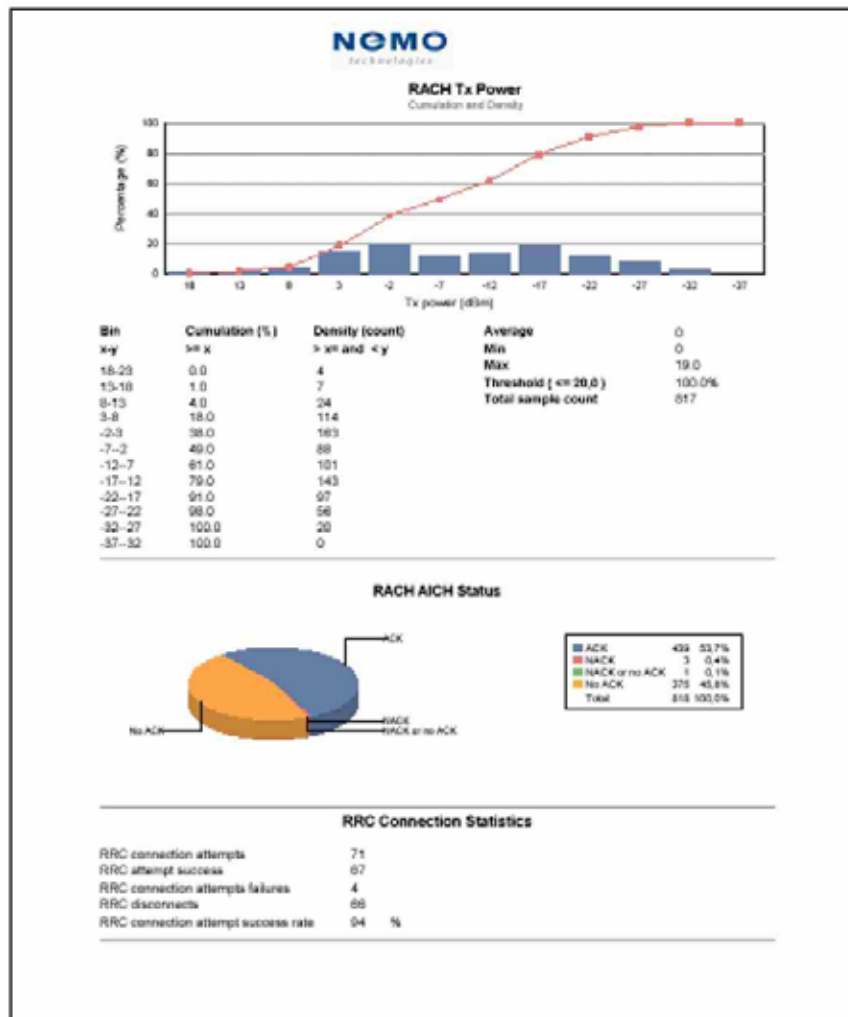 NEMO
technologies
RACH Tx Power
Cumulation and Density
Percentage (%)
100
80
60
40
20
0
18 13 8 3 -2 -7 -12 -17 -22 -27 -32 -37
Tx power (dBm)
Bin Cumulation (%) Density (count)
x-y >= x > x= and < y
18-23 0.0 4
13-18 1.0 7
8-13 4.0 24
3-8 18.0 114
-2-3 38.0 163
-7--2 49.0 88
-12--7 61.0 101
-17--12 79.0 143
-22--17 91.0 97
-27--22 98.0 56
-32--27 100.0 20
-37--32 100.0 0
Average 0
Min 0
Max 19.0
Threshold ( <= 20,0 ) 100.0%
Total sample count 817
RACH AICH Status
ACK
NACK
NACK or no ACK
No ACK
ACK 439 53,7%
NACK 3 0,4%
NACK or no ACK 1 0,1%
No ACK 375 45,8%
Total 818 100,0%
RRC Connection Statistics
RRC connection attempts 71
RRC attempt success 67
RRC connection attempts failures 4
RRC disconnects 66
RRC connection attempt success rate 94 %